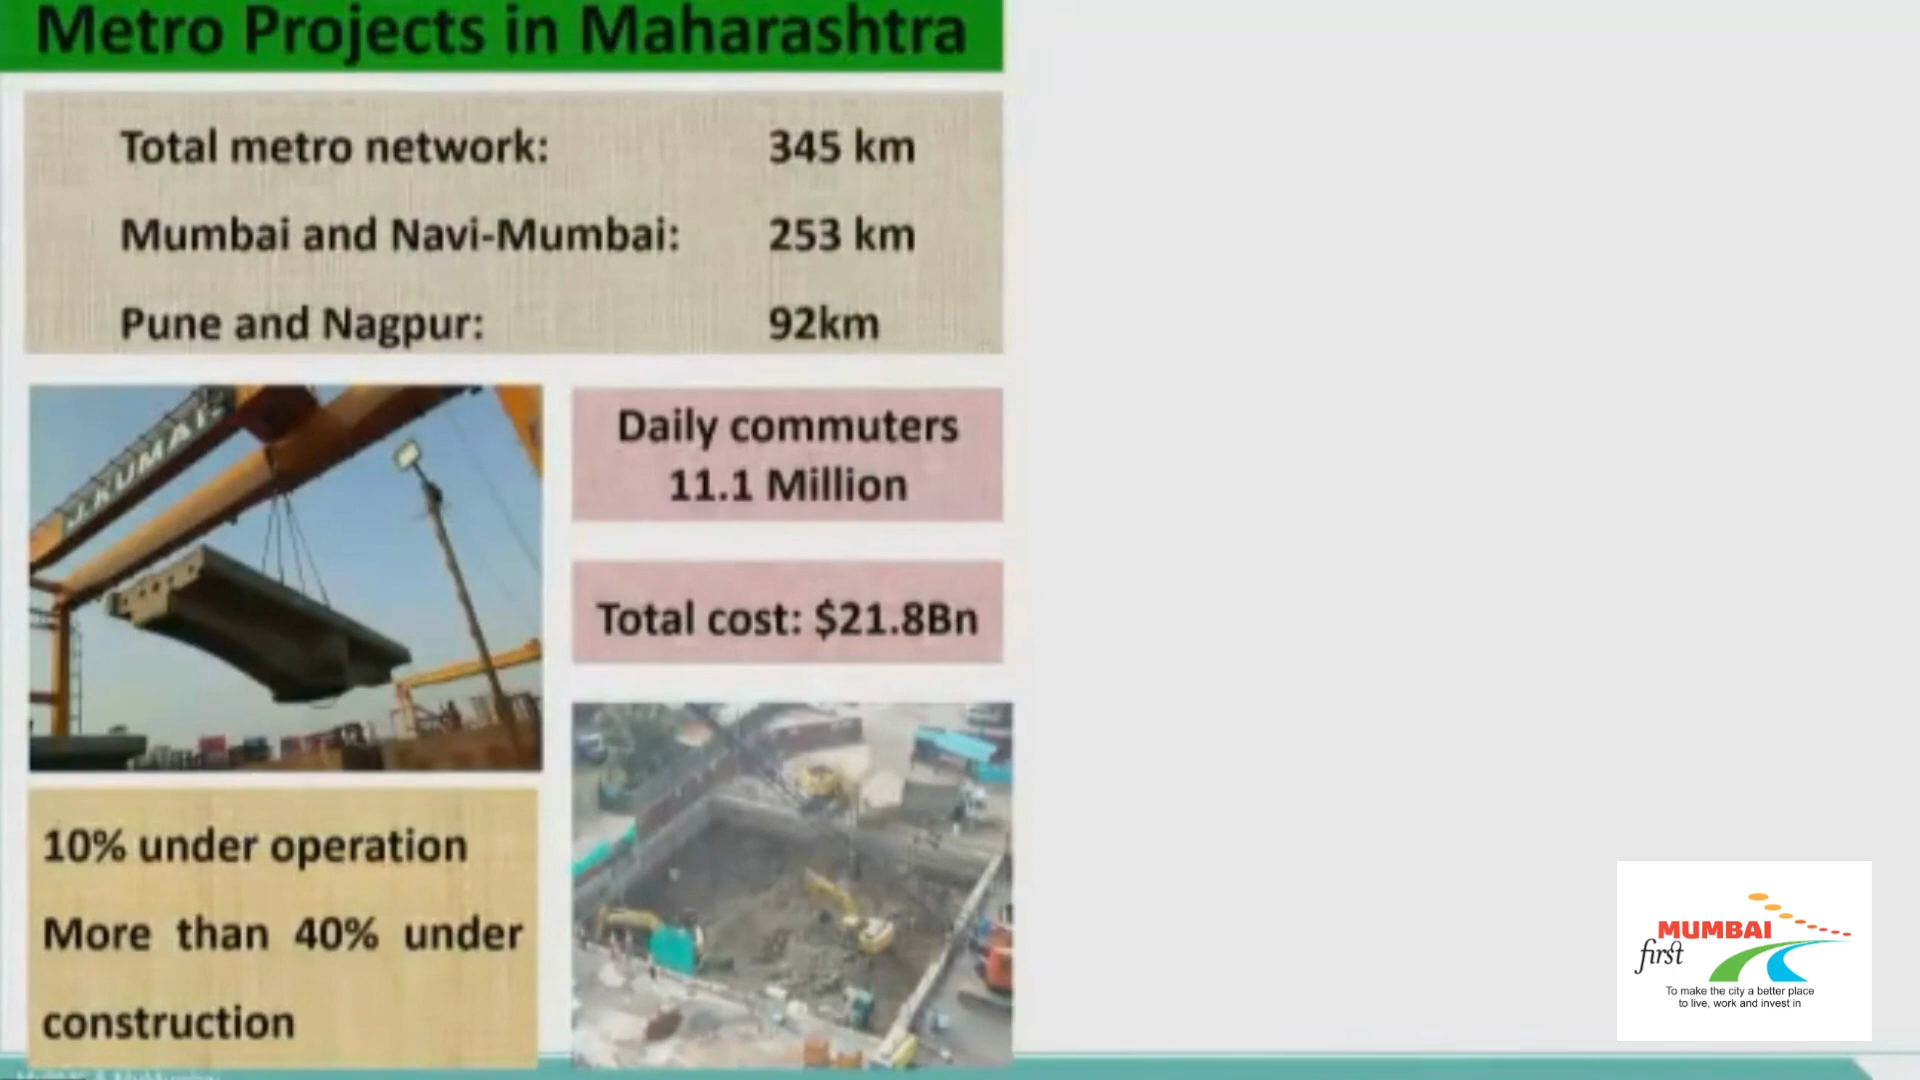 Metro Projects in Maharashtra
Total metro network: 345 km
Mumbai and Navi-Mumbai: 253 km
Pune and Nagpur: 92km
J.KUMAR
Daily commuters
11.1 Million
Total cost: $21.8Bn
10% under operation
More than 40% under
construction
MUMBAI
first
To make the city a better place
to live, work and invest in